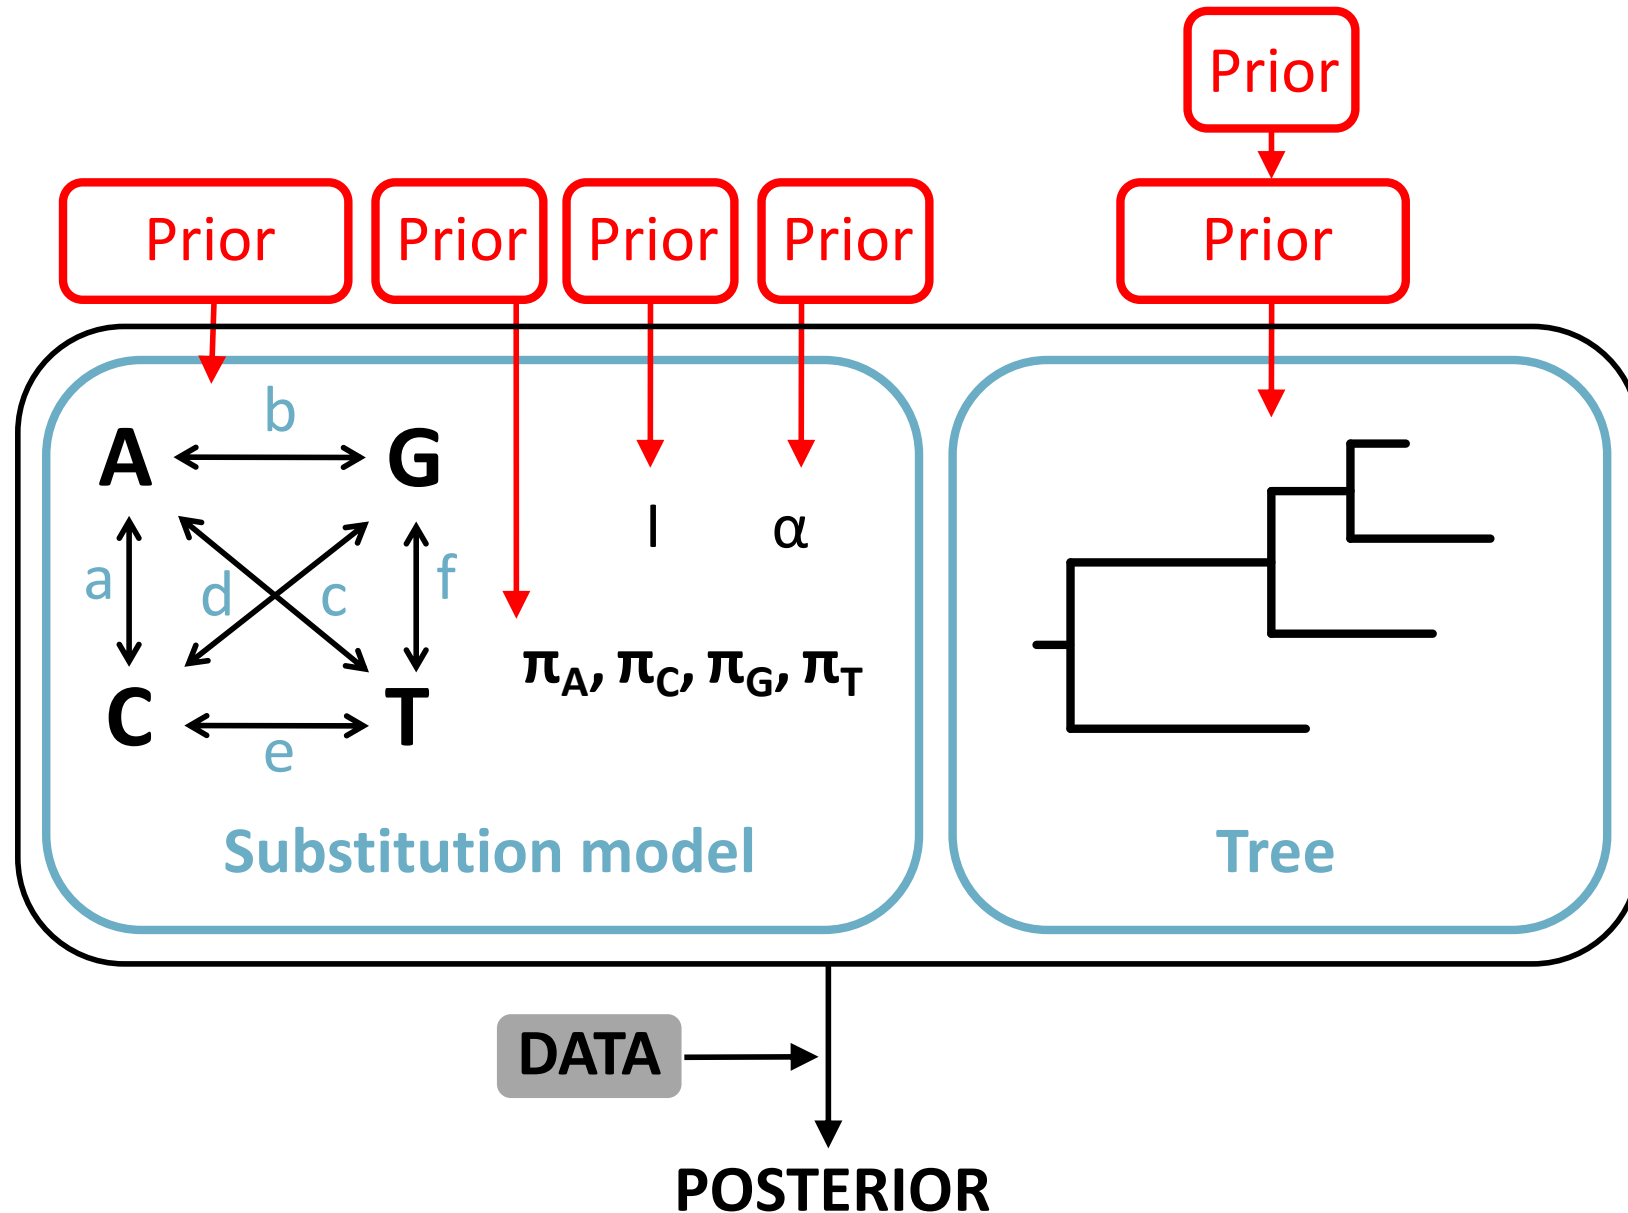 Prior
Prior Prior Prior Prior Prior
b
A G
a d c f I α
πA, πC, πG, πT
C T
e
Substitution model Tree
DATA
POSTERIOR